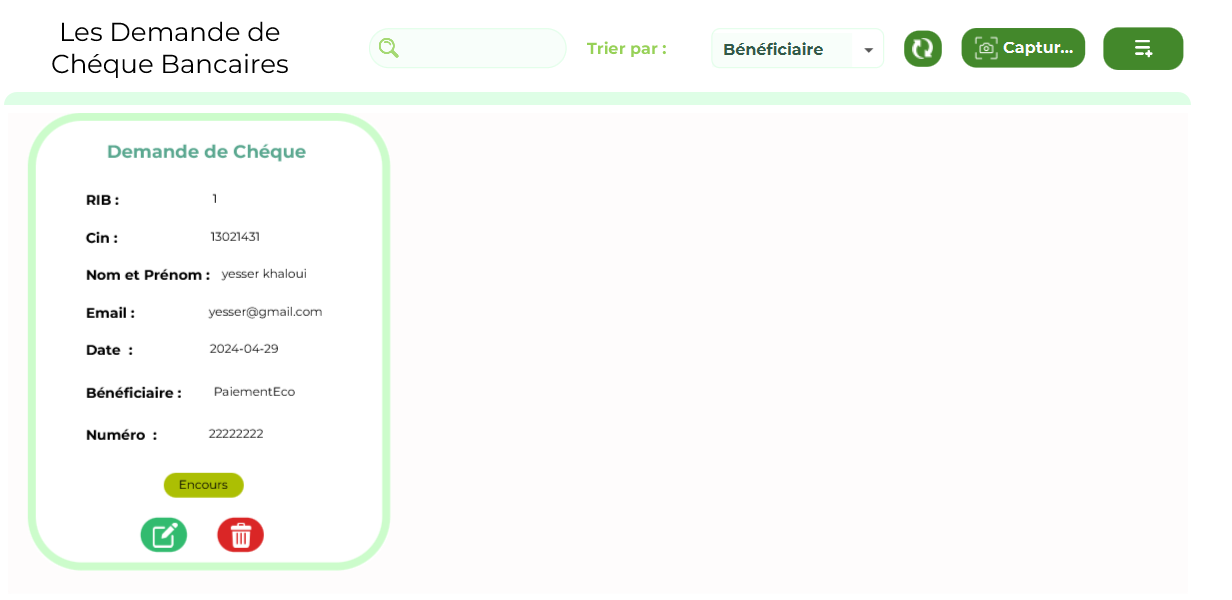 Les Demande de
Chéque Bancaires
Trier par :
Bénéficiaire
Captur...
Demande de Chéque
RIB : 1
Cin : 13021431
Nom et Prénom : yesser khaloui
Email : yesser@gmail.com
Date : 2024-04-29
Bénéficiaire : PaiementEco
Numéro : 22222222
Encours